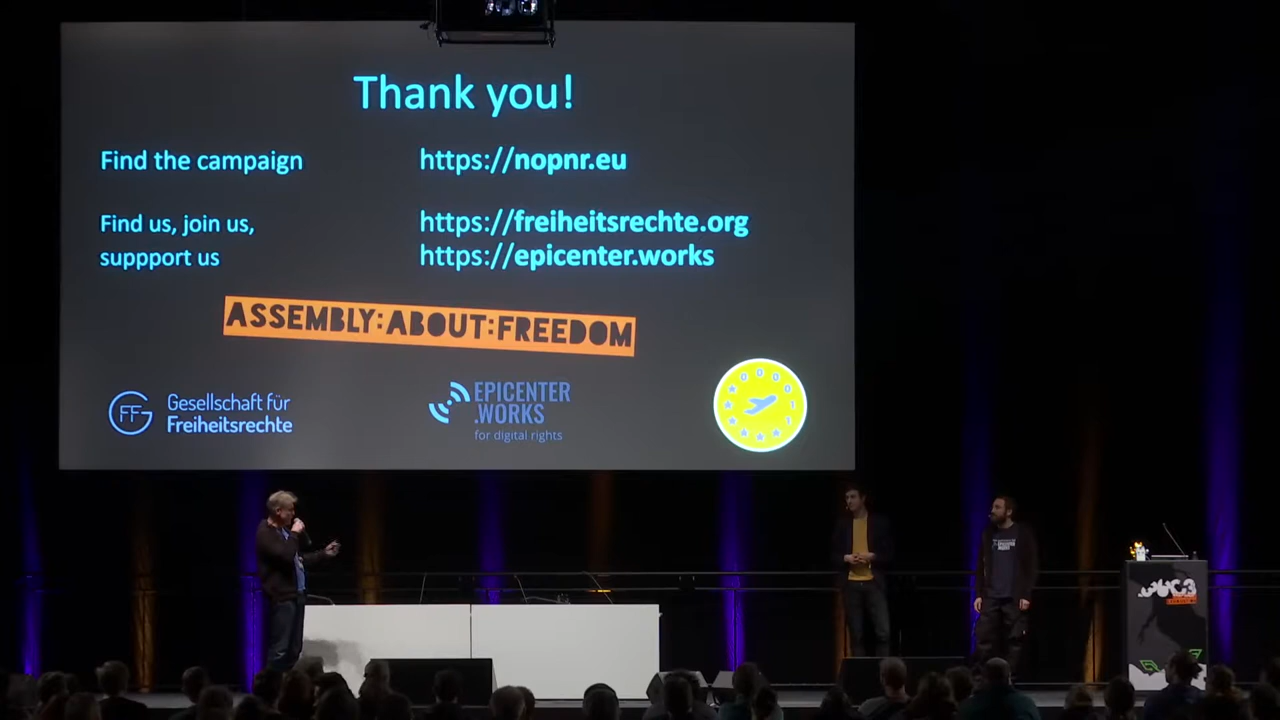 Thank you!
Find the campaign https://nopnr.eu
Find us, join us, https://freiheitsrechte.org
suppport us https://epicenter.works
ASSEMBLY:ABOUT:FREEDOM
GFF Gesellschaft für
Freiheitsrechte
EPICENTER
.WORKS
for digital rights